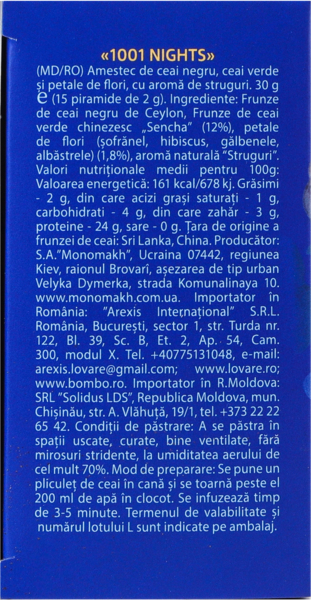 «1001 NIGHTS»
(MD/RO) Amestec de ceai negru, ceai verde
și petale de flori, cu aromă de struguri. 30 g
℮ (15 piramide de 2 g). Ingrediente: Frunze
de ceai negru de Ceylon, Frunze de ceai
verde chinezesc „Sencha” (12%), petale
de flori (șofrănel, hibiscus, gălbenele,
albăstrele) (1,8%), aromă naturală "Struguri".
Valori nutriționale medii pentru 100g:
Valoarea energetică: 161 kcal/678 kj. Grăsimi
- 2 g, din care acizi grași saturați - 1 g,
carbohidrati - 4 g, din care zahăr - 3 g,
proteine - 24 g, sare - 0 g. Țara de origine a
frunzei de ceai: Sri Lanka, China. Producător:
S.A."Monomakh", Ucraina 07442, regiunea
Kiev, raionul Brovarî, așezarea de tip urban
Velyka Dymerka, strada Komunalinaya 10.
www.monomakh.com.ua. Importator în
România: "Arexis Internațional" S.R.L.
România, București, sector 1, str. Turda nr.
122, Bl. 39, Sc. B, Et. 2, Ap. 54, Cam.
300, modul X. Tel. +40775131048, e-mail:
arexis.lovare@gmail.com; www.lovare.ro;
www.bombo.ro. Importator în R.Moldova:
SRL "Solidus LDS", Republica Moldova, mun.
Chișinău, str. A. Vlăhuță, 19/1, tel. +373 22 22
65 42. Condiții de păstrare: A se păstra în
spații uscate, curate, bine ventilate, fără
mirosuri stridente, la umiditatea aerului de
cel mult 70%. Mod de preparare: Se pune un
pliculeț de ceai în cană și se toarnă peste el
200 ml de apă în clocot. Se infuzează timp
de 3-5 minute. Termenul de valabilitate și
numărul lotului L sunt indicate pe ambalaj.